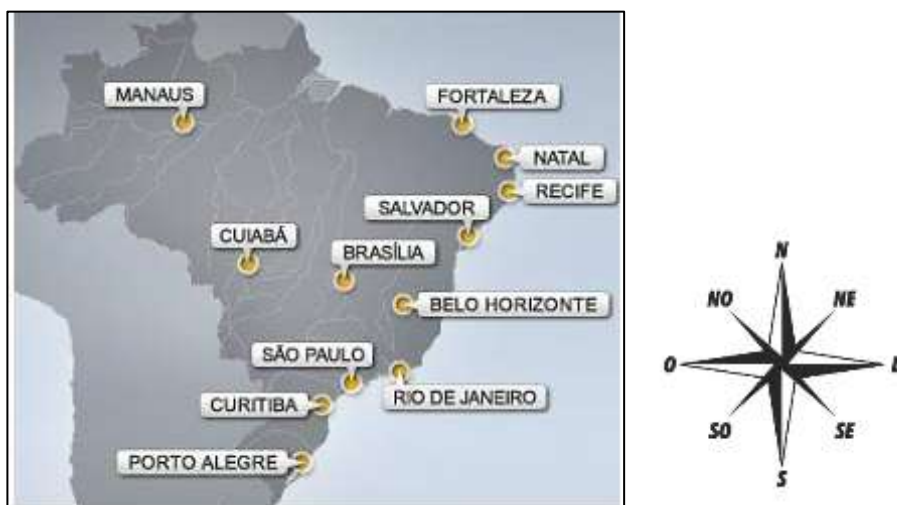 MANAUS
FORTALEZA
NATAL
RECIFE
SALVADOR
CUIABÁ
BRASÍLIA
BELO HORIZONTE
SÃO PAULO
RIO DE JANEIRO
CURITIBA
PORTO ALEGRE
N
NO
NE
O
L
SO
SE
S